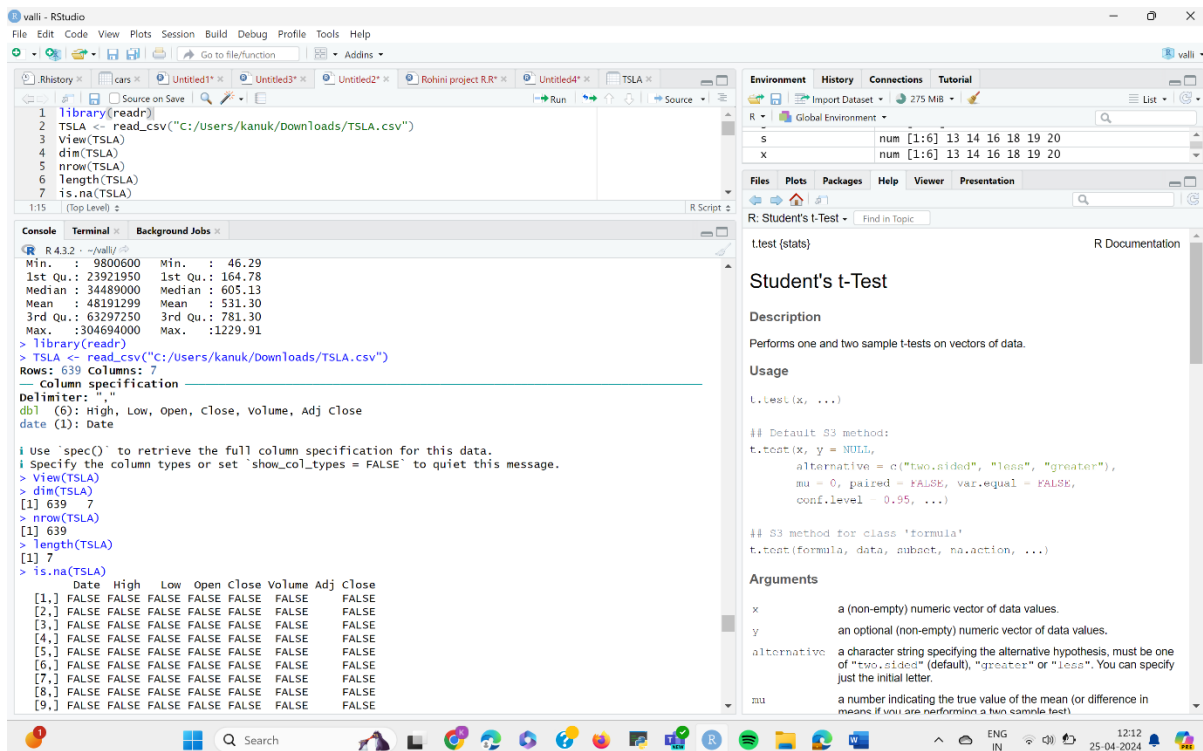 valli - RStudio
File Edit Code View Plots Session Build Debug Profile Tools Help
Go to file/function Addins valli
.Rhistory cars Untitled1* Untitled3* Untitled2* Rohini project R.R* Untitled4* TSLA
Source on Save Run Source
1 library(readr)
2 TSLA <- read_csv("C:/Users/kanuk/Downloads/TSLA.csv")
3 View(TSLA)
4 dim(TSLA)
5 nrow(TSLA)
6 length(TSLA)
7 is.na(TSLA)
1:15 (Top Level) R Script
Console Terminal Background Jobs
R 4.3.2 · ~/valli/
Min. : 9800600 Min. : 46.29
1st Qu.: 23921950 1st Qu.: 164.78
Median : 34489000 Median : 605.13
Mean : 48191299 Mean : 531.30
3rd Qu.: 63297250 3rd Qu.: 781.30
Max. :304694000 Max. :1229.91
> library(readr)
> TSLA <- read_csv("C:/Users/kanuk/Downloads/TSLA.csv")
Rows: 639 Columns: 7
── Column specification ──
Delimiter: ","
dbl (6): High, Low, Open, Close, Volume, Adj Close
date (1): Date
ℹ Use `spec()` to retrieve the full column specification for this data.
ℹ Specify the column types or set `show_col_types = FALSE` to quiet this message.
> View(TSLA)
> dim(TSLA)
[1] 639 7
> nrow(TSLA)
[1] 639
> length(TSLA)
[1] 7
> is.na(TSLA)
Date High Low Open Close Volume Adj Close
[1,] FALSE FALSE FALSE FALSE FALSE FALSE FALSE
[2,] FALSE FALSE FALSE FALSE FALSE FALSE FALSE
[3,] FALSE FALSE FALSE FALSE FALSE FALSE FALSE
[4,] FALSE FALSE FALSE FALSE FALSE FALSE FALSE
[5,] FALSE FALSE FALSE FALSE FALSE FALSE FALSE
[6,] FALSE FALSE FALSE FALSE FALSE FALSE FALSE
[7,] FALSE FALSE FALSE FALSE FALSE FALSE FALSE
[8,] FALSE FALSE FALSE FALSE FALSE FALSE FALSE
[9,] FALSE FALSE FALSE FALSE FALSE FALSE FALSE
Environment History Connections Tutorial
Import Dataset 275 MiB List
R Global Environment
s num [1:6] 13 14 16 18 19 20
x num [1:6] 13 14 16 18 19 20
Files Plots Packages Help Viewer Presentation
R: Student's t-Test Find in Topic
t.test {stats} R Documentation
Student's t-Test
Description
Performs one and two sample t-tests on vectors of data.
Usage
t.test(x, ...)
## Default S3 method:
t.test(x, y = NULL,
alternative = c("two.sided", "less", "greater"),
mu = 0, paired = FALSE, var.equal = FALSE,
conf.level = 0.95, ...)
## S3 method for class 'formula'
t.test(formula, data, subset, na.action, ...)
Arguments
x a (non-empty) numeric vector of data values.
y an optional (non-empty) numeric vector of data values.
alternative a character string specifying the alternative hypothesis, must be one
of "two.sided" (default), "greater" or "less". You can specify
just the initial letter.
mu a number indicating the true value of the mean (or difference in
means if you are performing a two sample test)
Search
ENG
IN
12:12
25-04-2024